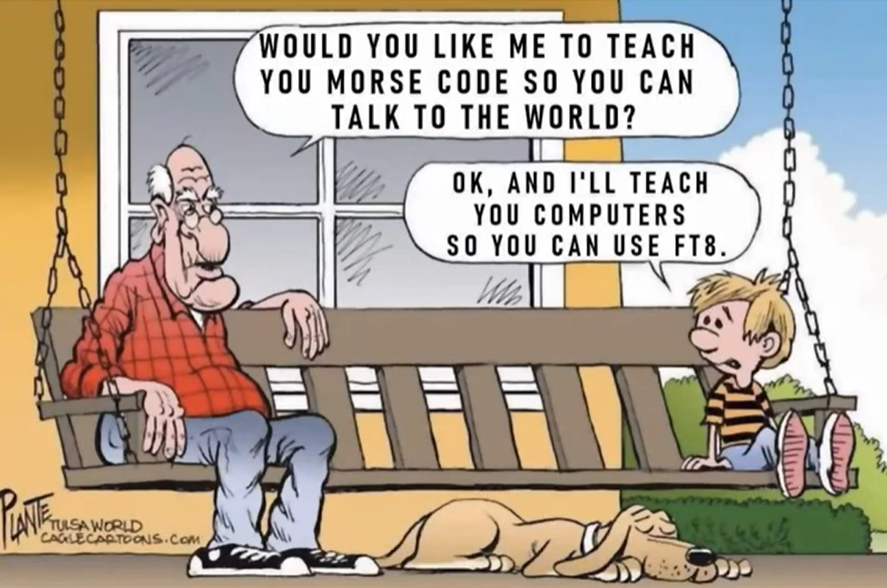 WOULD YOU LIKE ME TO TEACH
YOU MORSE CODE SO YOU CAN
TALK TO THE WORLD?
OK, AND I'LL TEACH
YOU COMPUTERS
SO YOU CAN USE FT8.
PLANTE
TULSA WORLD
CAGLECARTOONS.COM